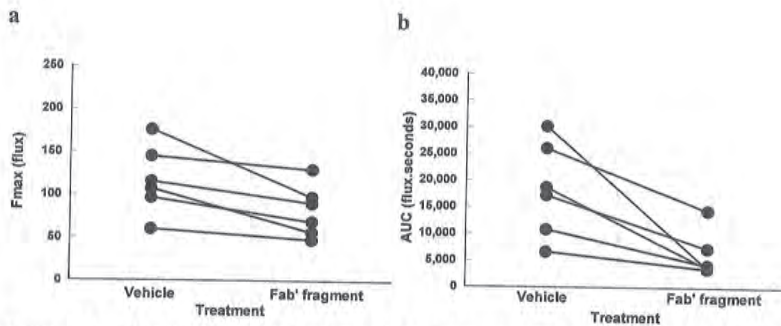 a
250
200
150
100
50
0
Fmax (flux)
Vehicle
Fab' fragment
Treatment
b
40,000
35,000
30,000
25,000
20,000
15,000
10,000
5,000
0
AUC (flux.seconds)
Vehicle
Fab' fragment
Treatment